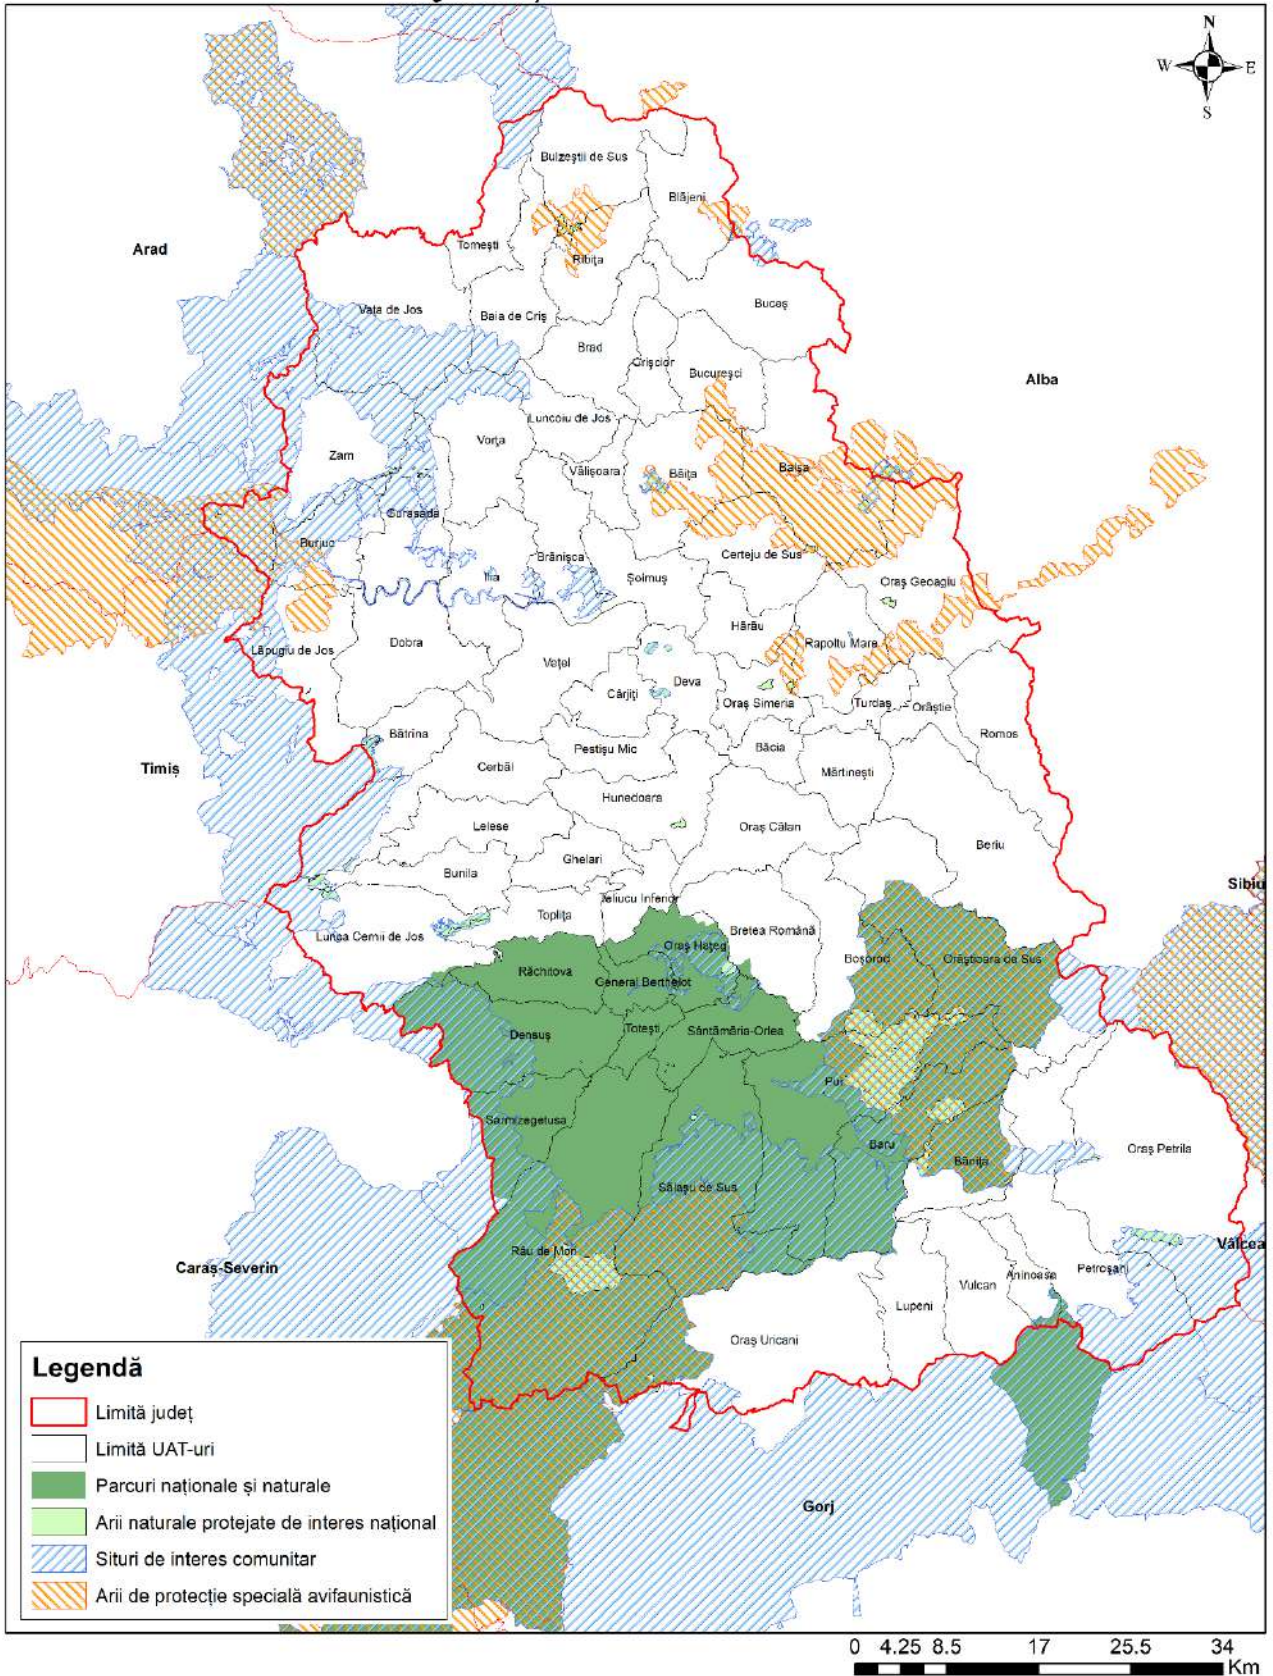 N
W E
S
Bulzeștii de Sus
Blăjeni
Arad
Tomești
Ribița
Vața de Jos
Baia de Criș
Buceș
Brad
Crișcior
București
Alba
Luncoiu de Jos
Vorța
Zam
Vălișoara
Băița
Balșa
Gurasada
Burjuc
Brănișca
Certeju de Sus
Ilia
Șoimuș
Oraș Geoagiu
Hărău
Dobra
Rapoltu Mare
Lăpugiu de Jos
Vețel
Deva
Cârjiți
Oraș Simeria
Turdaș
Orăștie
Bătrîna
Romos
Pestișu Mic
Băcia
Timiș
Cerbăl
Mărtinești
Hunedoara
Lelese
Oraș Călan
Beriu
Ghelari
Bunila
Sibiu
Teliucu Inferior
Toplița
Bretea Română
Lunca Cernii de Jos
Oraș Hațeg
Boșorod
Orăștioara de Sus
Răchitova
General Berthelot
Totești
Sântămăria-Orlea
Densuș
Pui
Sarmizegetusa
Baru
Oraș Petrila
Bănița
Sălașu de Sus
Râu de Mori
Vâlcea
Caraș-Severin
Petroșani
Aninoasa
Vulcan
Lupeni
Oraș Uricani
Legendă
Limită județ
Limită UAT-uri
Parcuri naționale și naturale
Arii naturale protejate de interes național
Gorj
Situri de interes comunitar
Arii de protecție specială avifaunistică
0 4.25 8.5 17 25.5 34
Km